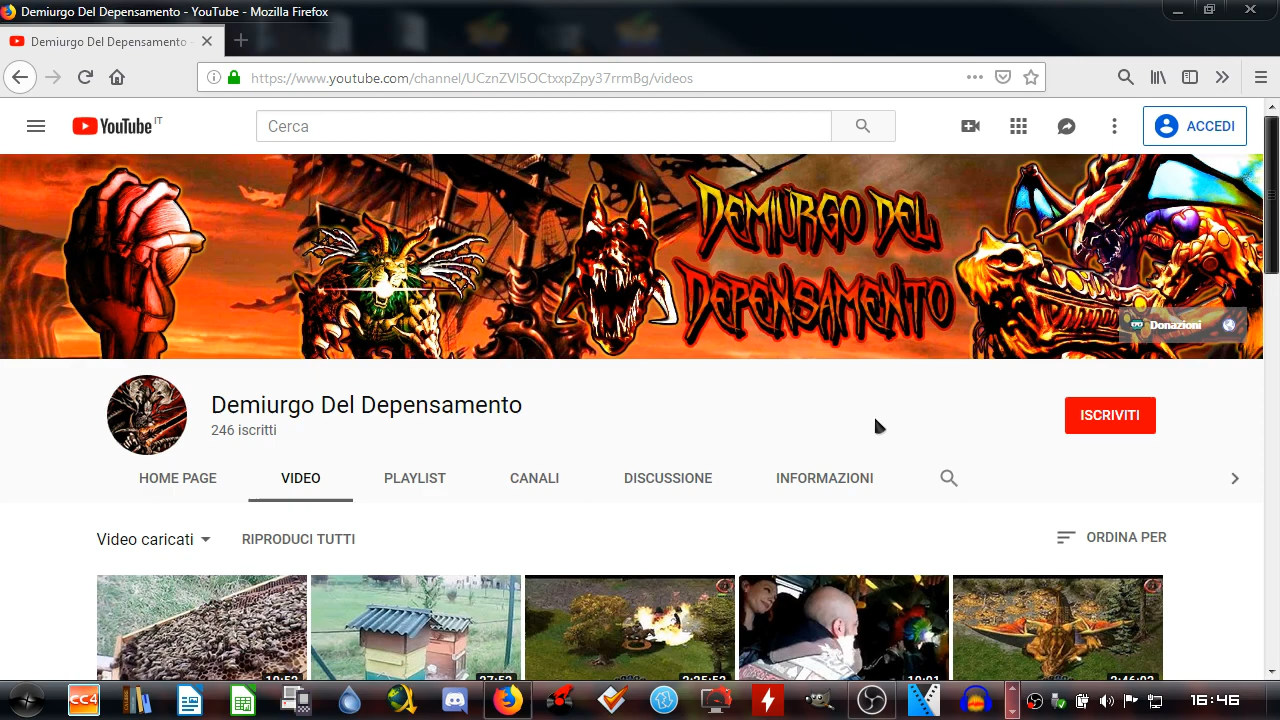 Demiurgo Del Depensamento - YouTube - Mozilla Firefox
Demiurgo Del Depensamento
https://www.youtube.com/channel/UCznZVl5OCtxxpZpy37rrmBg/videos
YouTube IT
Cerca
ACCEDI
DEMIURGO DEL
DEPENSAMENTO
Donazioni
Demiurgo Del Depensamento
246 iscritti
ISCRIVITI
HOME PAGE VIDEO PLAYLIST CANALI DISCUSSIONE INFORMAZIONI
Video caricati RIPRODUCI TUTTI ORDINA PER
CC4
16:46